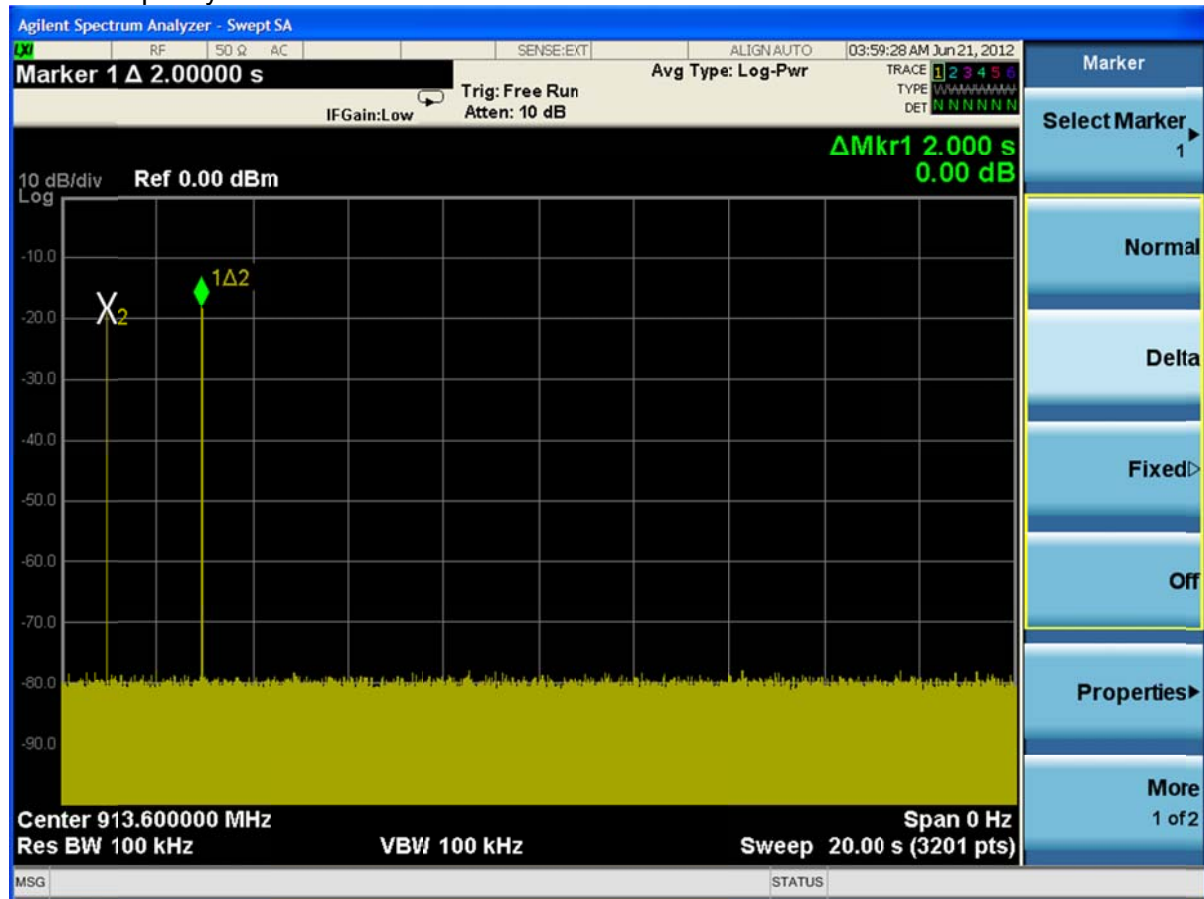 Agilent Spectrum Analyzer - Swept SA
LXI RF 50 Ω AC SENSE:EXT ALIGN AUTO 03:59:28 AM Jun 21, 2012
Marker 1 Δ 2.00000 s
Avg Type: Log-Pwr
TRACE 1 2 3 4 5 6
Trig: Free Run
TYPE WWWWWW
IFGain:Low Atten: 10 dB
DET N N N N N N
ΔMkr1 2.000 s
0.00 dB
10 dB/div Ref 0.00 dBm
Log
-10.0
1Δ2
X2
-20.0
-30.0
-40.0
-50.0
-60.0
-70.0
-80.0
-90.0
Center 913.600000 MHz Span 0 Hz
Res BW 100 kHz VBW 100 kHz Sweep 20.00 s (3201 pts)
MSG STATUS
Marker
Select Marker
1
Normal
Delta
Fixed
Off
Properties
More
1 of 2